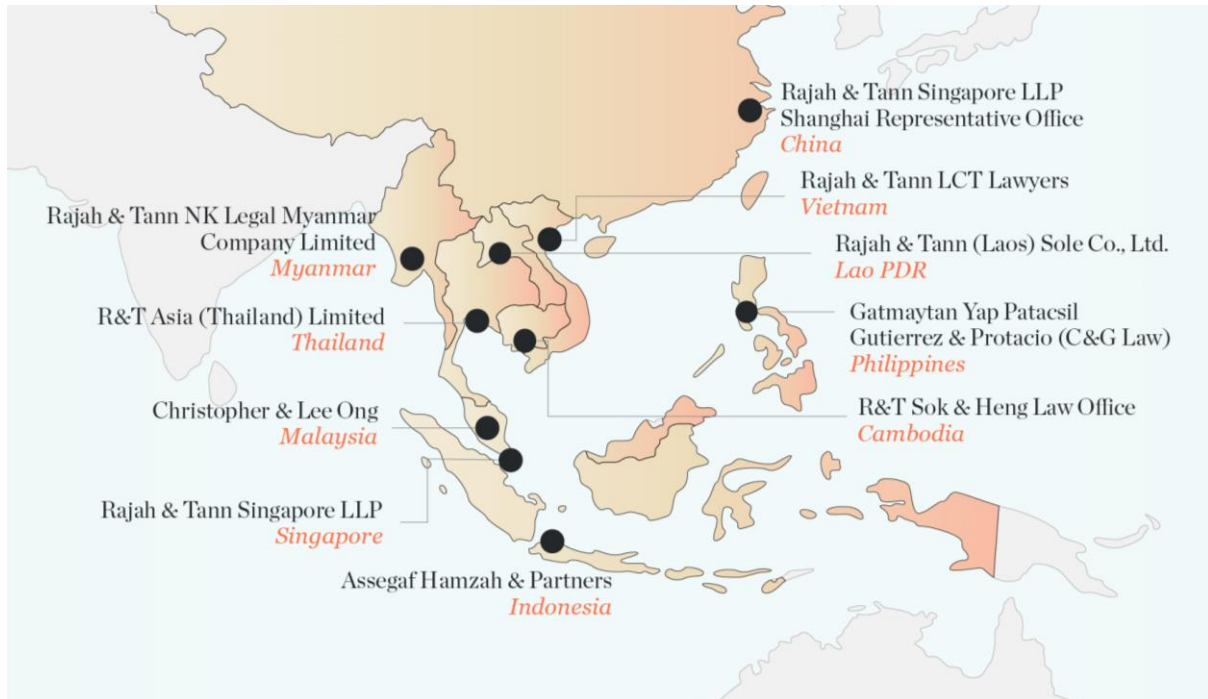 Rajah & Tann Singapore LLP
Shanghai Representative Office
China
Rajah & Tann LCT Lawyers
Vietnam
Rajah & Tann NK Legal Myanmar
Company Limited
Myanmar
Rajah & Tann (Laos) Sole Co., Ltd.
Lao PDR
R&T Asia (Thailand) Limited
Thailand
Gatmaytan Yap Patacsil
Gutierrez & Protacio (C&G Law)
Philippines
Christopher & Lee Ong
Malaysia
R&T Sok & Heng Law Office
Cambodia
Rajah & Tann Singapore LLP
Singapore
Assegaf Hamzah & Partners
Indonesia